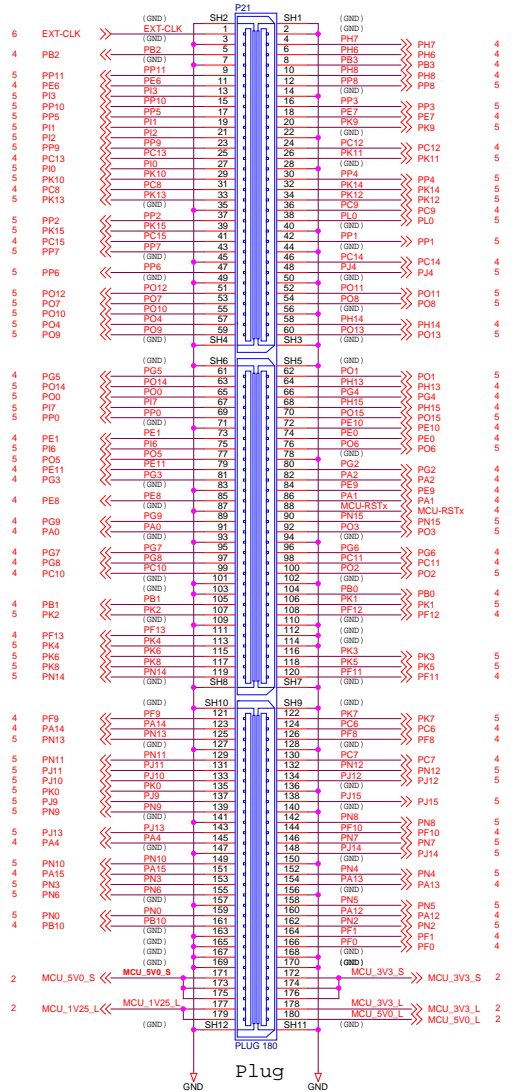 P21
(GND) SH2 SH1 (GND)
6 EXT-CLK EXT-CLK 1 2 (GND)
(GND) 3 4 PH7 PH7 4
4 PB2 PB2 5 6 PH6 PH6 4
(GND) 7 8 PB3 PB3 4
5 PP11 PP11 9 10 PH8 PH8 4
4 PE6 PE6 11 12 PP8 PP8 5
5 PI3 PI3 13 14 (GND)
5 PP10 PP10 15 16 PP3 PP3 5
5 PP5 PP5 17 18 PE7 PE7 4
5 PI1 PI1 19 20 PK9 PK9 5
5 PI2 PI2 21 22 (GND)
5 PP9 PP9 23 24 PC12 PC12 4
4 PC13 PC13 25 26 PK11 PK11 5
5 PI0 PI0 27 28 (GND)
5 PK10 PK10 29 30 PP4 PP4 5
4 PC8 PC8 31 32 PK14 PK14 5
5 PK13 PK13 33 34 PK12 PK12 5
(GND) 35 36 PC9 PC9 4
5 PP2 PP2 37 38 PL0 PL0 5
5 PK15 PK15 39 40 (GND)
4 PC15 PC15 41 42 PP1 PP1 5
5 PP7 PP7 43 44 (GND)
(GND) 45 46 PC14 PC14 4
5 PP6 PP6 47 48 PJ4 PJ4 5
(GND) 49 50 (GND)
5 PO12 PO12 51 52 PO11 PO11 5
5 PO7 PO7 53 54 PO8 PO8 5
5 PO10 PO10 55 56 (GND)
5 PO4 PO4 57 58 PH14 PH14 4
5 PO9 PO9 59 60 PO13 PO13 5
(GND) SH4 SH3 (GND)
(GND) SH6 SH5 (GND)
4 PG5 PG5 61 62 PO1 PO1 5
5 PO14 PO14 63 64 PH13 PH13 4
5 PO0 PO0 65 66 PG4 PG4 4
5 PI7 PI7 67 68 PH15 PH15 4
5 PP0 PP0 69 70 PO15 PO15 5
(GND) 71 72 PE10 PE10 4
4 PE1 PE1 73 74 PE0 PE0 4
5 PI6 PI6 75 76 PO6 PO6 5
5 PO5 PO5 77 78 (GND)
4 PE11 PE11 79 80 PG2 PG2 4
4 PG3 PG3 81 82 PA2 PA2 4
(GND) 83 84 PE9 PE9 4
4 PE8 PE8 85 86 PA1 PA1 4
(GND) 87 88 MCU-RSTx MCU-RSTx 4
4 PG9 PG9 89 90 PN15 PN15 5
4 PA0 PA0 91 92 PO3 PO3 5
(GND) 93 94 (GND)
4 PG7 PG7 95 96 PG6 PG6 4
4 PG8 PG8 97 98 PC11 PC11 4
4 PC10 PC10 99 100 PO2 PO2 5
(GND) 101 102 (GND)
(GND) 103 104 PB0 PB0 4
4 PB1 PB1 105 106 PK1 PK1 5
5 PK2 PK2 107 108 PF12 PF12 4
(GND) 109 110 (GND)
4 PF13 PF13 111 112 (GND)
5 PK4 PK4 113 114 (GND)
5 PK6 PK6 115 116 PK3 PK3 5
5 PK8 PK8 117 118 PK5 PK5 5
5 PN14 PN14 119 120 PF11 PF11 4
(GND) SH8 SH7 (GND)
(GND) SH10 SH9 (GND)
4 PF9 PF9 121 122 PK7 PK7 5
4 PA14 PA14 123 124 PC6 PC6 4
5 PN13 PN13 125 126 PF8 PF8 4
(GND) 127 128 (GND)
5 PN11 PN11 129 130 PC7 PC7 4
5 PJ11 PJ11 131 132 PN12 PN12 5
5 PJ10 PJ10 133 134 PJ12 PJ12 5
5 PK0 PK0 135 136 (GND)
5 PJ9 PJ9 137 138 PJ15 PJ15 5
5 PN9 PN9 139 140 (GND)
(GND) 141 142 PN8 PN8 5
5 PJ13 PJ13 143 144 PF10 PF10 4
4 PA4 PA4 145 146 PN7 PN7 5
(GND) 147 148 PJ14 PJ14 5
5 PN10 PN10 149 150 (GND)
4 PA15 PA15 151 152 PN4 PN4 5
5 PN3 PN3 153 154 PA13 PA13 4
5 PN6 PN6 155 156 (GND)
(GND) 157 158 PN5 PN5 5
5 PN0 PN0 159 160 PA12 PA12 4
4 PB10 PB10 161 162 PN2 PN2 5
(GND) 163 164 PF1 PF1 4
(GND) 165 166 PF0 PF0 4
(GND) 167 168 (GND)
(GND) 169 170 (GND)
2 MCU_5V0_S MCU_5V0_S 171 172 MCU_3V3_S MCU_3V3_S 2
173 174
175 176
2 MCU_1V25_L MCU_1V25_L 177 178 MCU_3V3_L MCU_3V3_L 2
179 180 MCU_5V0_L MCU_5V0_L 2
(GND) SH12 SH11 (GND)
PLUG 180
Plug
GND GND